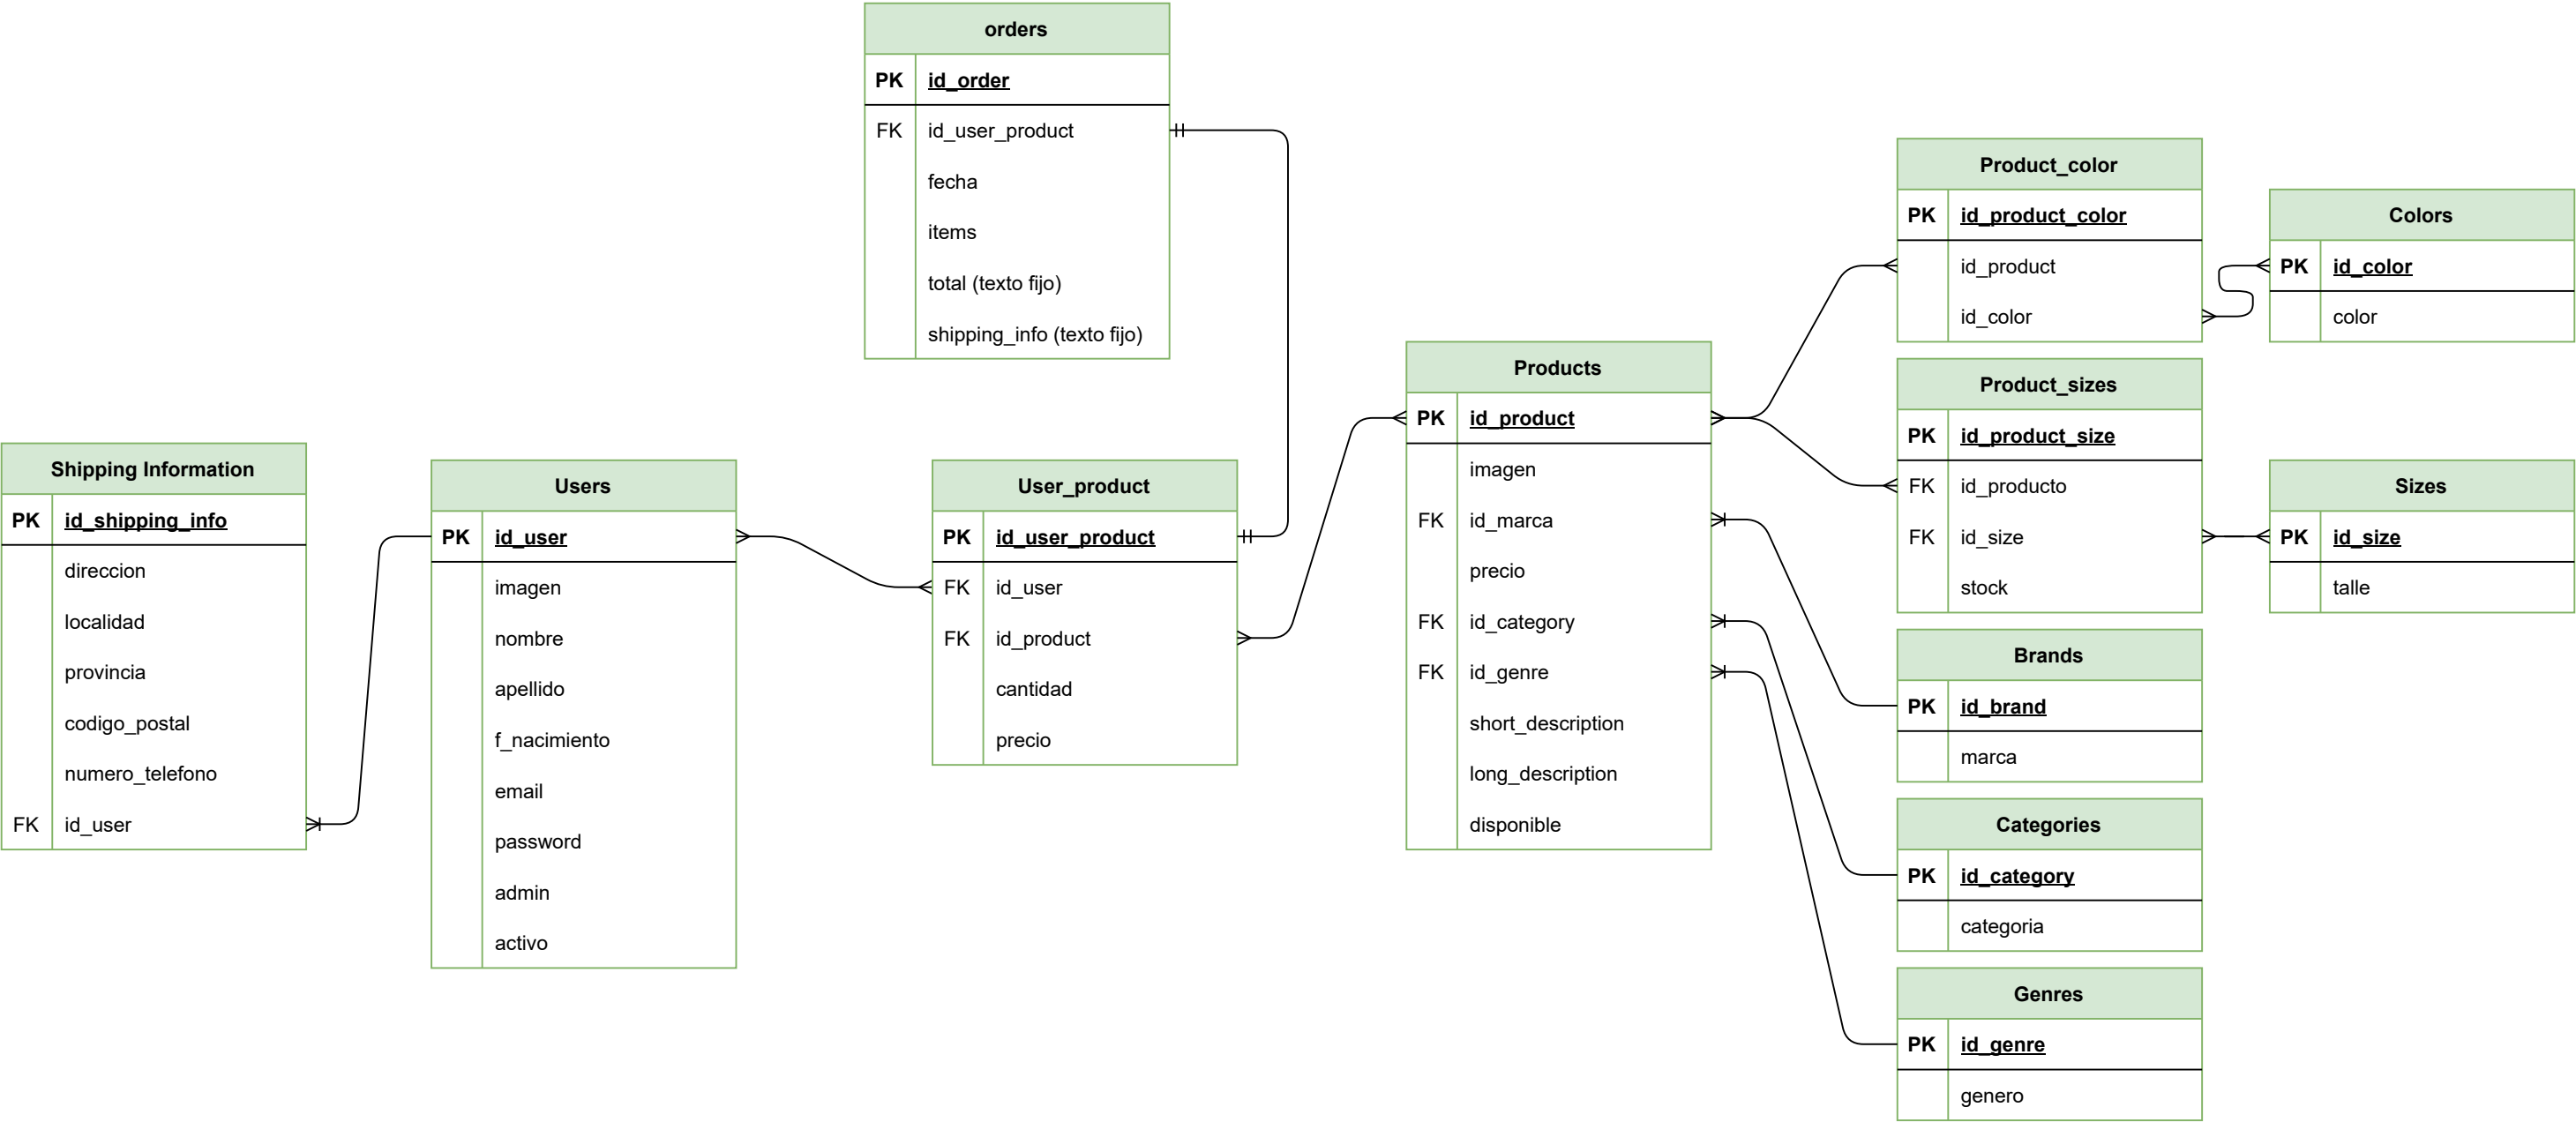 orders
PK id_order
FK id_user_product
fecha
items
total (texto fijo)
shipping_info (texto fijo)
Shipping Information
PK id_shipping_info
direccion
localidad
provincia
codigo_postal
numero_telefono
FK id_user
Users
PK id_user
imagen
nombre
apellido
f_nacimiento
email
password
admin
activo
User_product
PK id_user_product
FK id_user
FK id_product
cantidad
precio
Products
PK id_product
imagen
FK id_marca
precio
FK id_category
FK id_genre
short_description
long_description
disponible
Product_color
PK id_product_color
id_product
id_color
Colors
PK id_color
color
Product_sizes
PK id_product_size
FK id_producto
FK id_size
stock
Sizes
PK id_size
talle
Brands
PK id_brand
marca
Categories
PK id_category
categoria
Genres
PK id_genre
genero